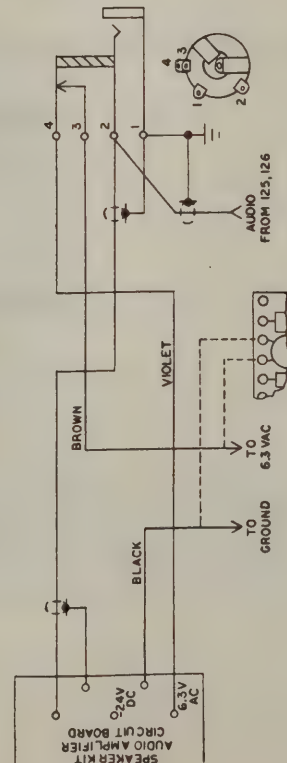 4
3
2
1
4
3
1
2
AUDIO
FROM 125, 126
BROWN
VIOLET
BLACK
TO
6.3 VAC
TO
GROUND
-24V
DC
6.3V
AC
SPEAKER KIT
AUDIO AMPLIFIER
CIRCUIT BOARD